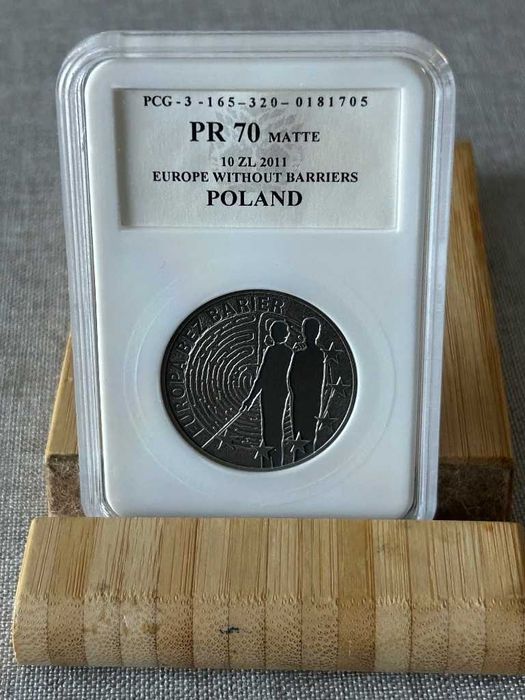 PCG - 3 - 165 - 320 - 0181705
PR 70 MATTE
10 ZL 2011
EUROPE WITHOUT BARRIERS
POLAND
EUROPA BEZ BARIER